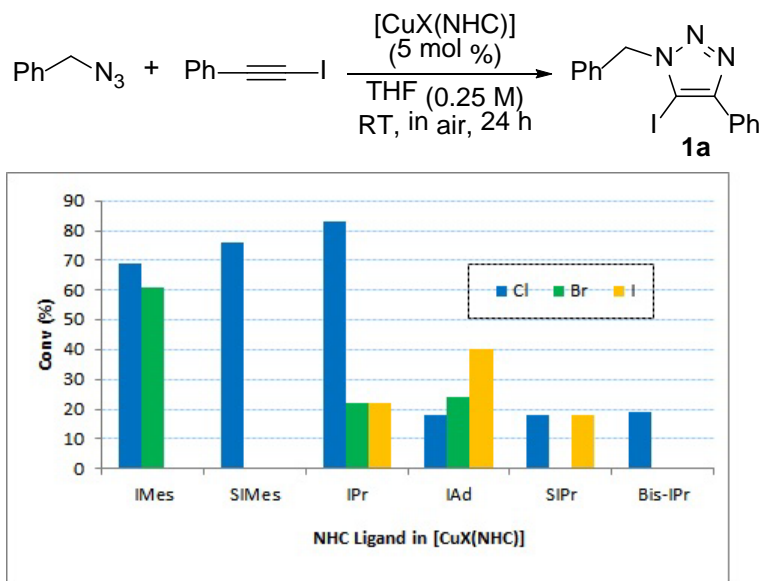 [CuX(NHC)]
(5 mol %)
Ph N₃ + Ph I
THF (0.25 M)
RT, in air, 24 h
Ph N N N
I Ph
1a
90
80
70
60
50
40
30
20
10
0
Conv (%)
Cl Br I
IMes SIMes IPr IAd SIPr Bis-IPr
NHC Ligand in [CuX(NHC)]